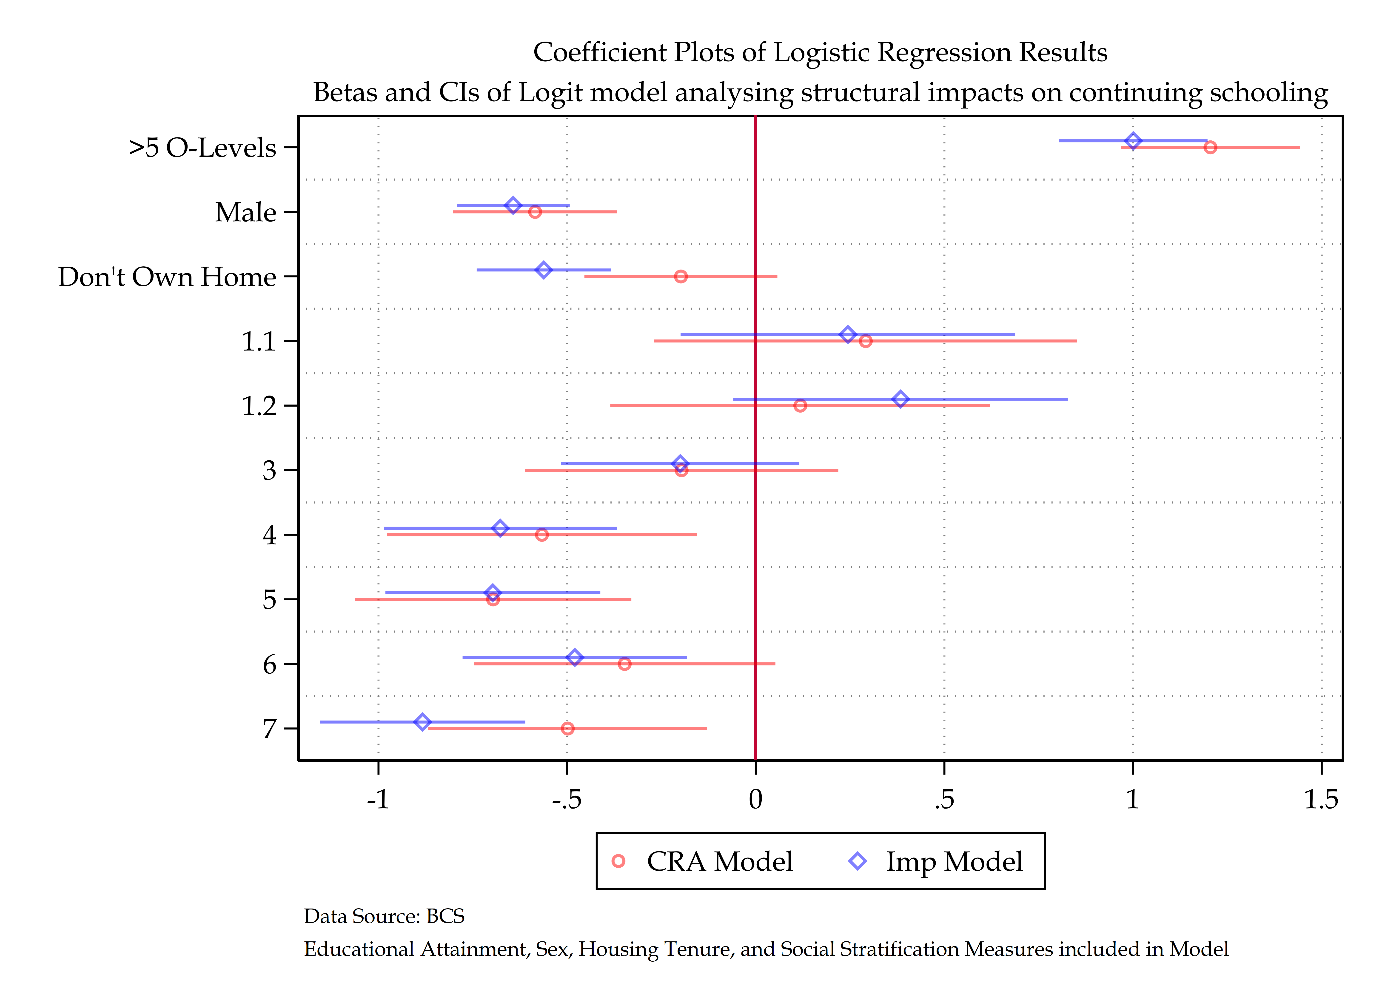 Coefficient Plots of Logistic Regression Results
Betas and CIs of Logit model analysing structural impacts on continuing schooling
>5 O-Levels
Male
Don't Own Home
1.1
1.2
3
4
5
6
7
-1 -.5 0 .5 1 1.5
CRA Model Imp Model
Data Source: BCS
Educational Attainment, Sex, Housing Tenure, and Social Stratification Measures included in Model